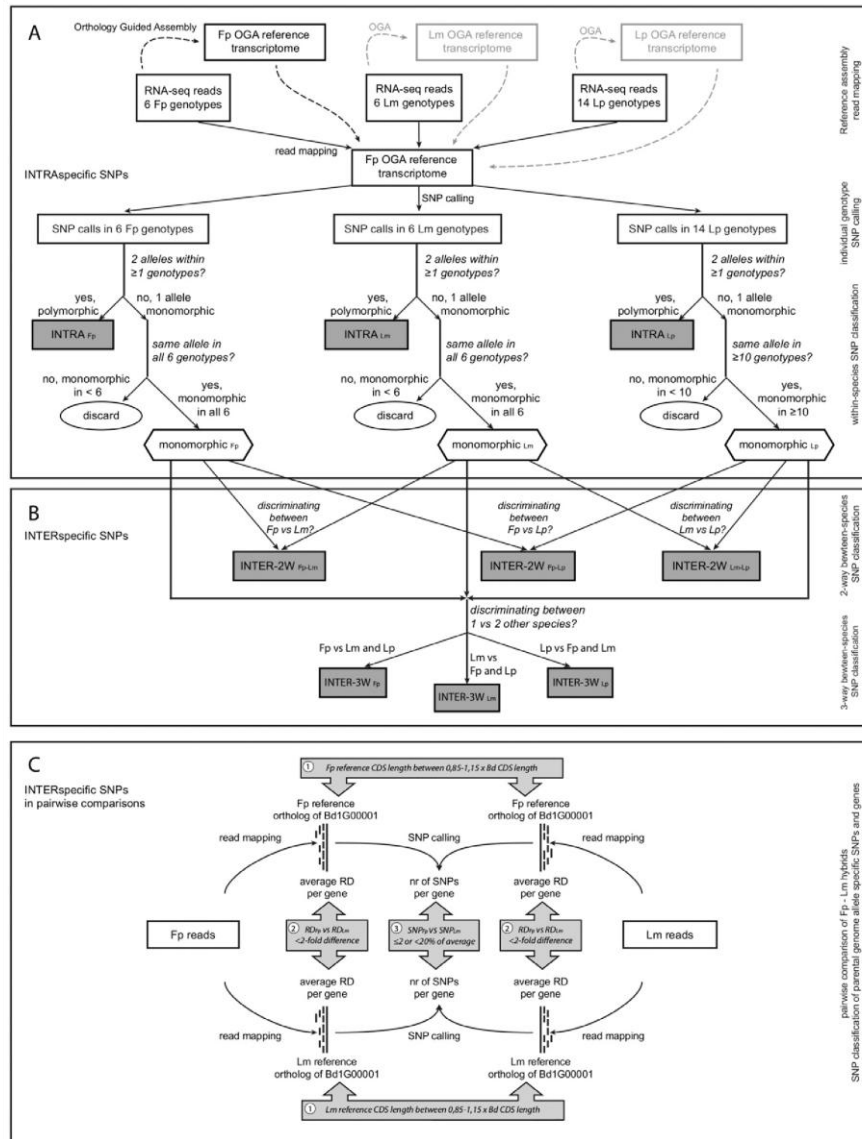 A
Orthology Guided Assembly
Fp OGA reference
transcriptome
OGA
Lm OGA reference
transcriptome
OGA
Lp OGA reference
transcriptome
RNA-seq reads
6 Fp genotypes
RNA-seq reads
6 Lm genotypes
RNA-seq reads
14 Lp genotypes
Reference assembly
read mapping
read mapping
Fp OGA reference
transcriptome
INTRAspecific SNPs
SNP calling
individual genotype
SNP calling
SNP calls in 6 Fp genotypes
SNP calls in 6 Lm genotypes
SNP calls in 14 Lp genotypes
2 alleles within
≥1 genotypes?
2 alleles within
≥1 genotypes?
2 alleles within
≥1 genotypes?
yes,
polymorphic
no, 1 allele
monomorphic
yes,
polymorphic
no, 1 allele
monomorphic
yes,
polymorphic
no, 1 allele
monomorphic
INTRA Fp
INTRA Lm
INTRA Lp
within-species SNP classification
same allele in
all 6 genotypes?
same allele in
all 6 genotypes?
same allele in
≥10 genotypes?
no, monomorphic
in < 6
yes,
monomorphic
in all 6
no, monomorphic
in <6
yes,
monomorphic
in all 6
no, monomorphic
in < 10
yes,
monomorphic
in ≥10
discard
discard
discard
monomorphic Fp
monomorphic Lm
monomorphic Lp
B
INTERspecific SNPs
discriminating
between
Fp vs Lm?
discriminating
between
Fp vs Lp?
discriminating
between
Lm vs Lp?
INTER-2W Fp-Lm
INTER-2W Fp-Lp
INTER-2W Lm-Lp
2-way bewteen-species
SNP classification
discriminating between
1 vs 2 other species?
Fp vs Lm and Lp
Lm vs
Fp and Lp
Lp vs Fp and Lm
INTER-3W Fp
INTER-3W Lm
INTER-3W Lp
3-way bewteen-species
SNP classification
C
INTERspecific SNPs
in pairwise comparisons
1 Fp reference CDS length between 0,85-1,15 x Bd CDS length
Fp reference
ortholog of Bd1G00001
Fp reference
ortholog of Bd1G00001
read mapping
SNP calling
read mapping
average RD
per gene
nr of SNPs
per gene
average RD
per gene
Fp reads
2 RDFp vs RDLm
<2-fold difference
3 SNPFp vs SNPLm
≤2 or <20% of average
2 RDFp vs RDLm
<2-fold difference
Lm reads
average RD
per gene
nr of SNPs
per gene
average RD
per gene
read mapping
SNP calling
read mapping
Lm reference
ortholog of Bd1G00001
Lm reference
ortholog of Bd1G00001
1 Lm reference CDS length between 0,85-1,15 x Bd CDS length
pairwise comparison of Fp - Lm hybrids
SNP classification of parental genome allele specific SNPs and genes